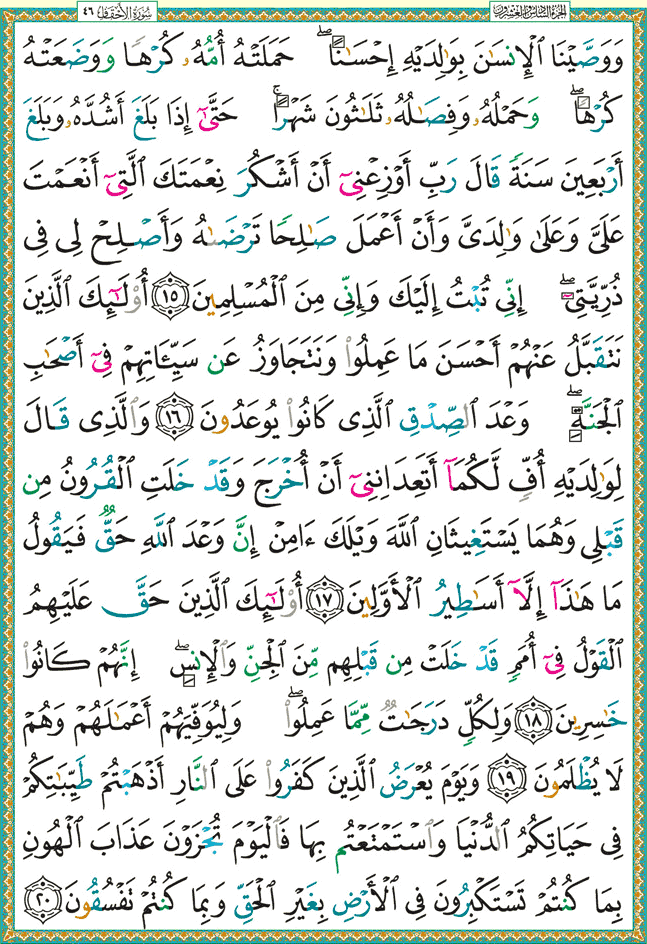 الجزء السادس والعشرون
سورة الأحقاف ٤٦
وَوَصَّيْنَا ٱلْإِنسَٰنَ بِوَٰلِدَيْهِ إِحْسَٰنًا ۖ حَمَلَتْهُ أُمُّهُۥ كُرْهًا وَوَضَعَتْهُ
كُرْهًا ۖ وَحَمْلُهُۥ وَفِصَٰلُهُۥ ثَلَٰثُونَ شَهْرًا ۚ حَتَّىٰٓ إِذَا بَلَغَ أَشُدَّهُۥ وَبَلَغَ
أَرْبَعِينَ سَنَةً قَالَ رَبِّ أَوْزِعْنِىٓ أَنْ أَشْكُرَ نِعْمَتَكَ ٱلَّتِىٓ أَنْعَمْتَ
عَلَىَّ وَعَلَىٰ وَٰلِدَىَّ وَأَنْ أَعْمَلَ صَٰلِحًا تَرْضَىٰهُ وَأَصْلِحْ لِى فِى
ذُرِّيَّتِىٓ ۖ إِنِّى تُبْتُ إِلَيْكَ وَإِنِّى مِنَ ٱلْمُسْلِمِينَ ١٥ أُو۟لَٰٓئِكَ ٱلَّذِينَ
نَتَقَبَّلُ عَنْهُمْ أَحْسَنَ مَا عَمِلُوا۟ وَنَتَجَاوَزُ عَن سَيِّـَٔاتِهِمْ فِىٓ أَصْحَٰبِ
ٱلْجَنَّةِ ۖ وَعْدَ ٱلصِّدْقِ ٱلَّذِى كَانُوا۟ يُوعَدُونَ ١٦ وَٱلَّذِى قَالَ
لِوَٰلِدَيْهِ أُفٍّ لَّكُمَآ أَتَعِدَانِنِىٓ أَنْ أُخْرَجَ وَقَدْ خَلَتِ ٱلْقُرُونُ مِن
قَبْلِى وَهُمَا يَسْتَغِيثَانِ ٱللَّهَ وَيْلَكَ ءَامِنْ إِنَّ وَعْدَ ٱللَّهِ حَقٌّ فَيَقُولُ
مَا هَٰذَآ إِلَّآ أَسَٰطِيرُ ٱلْأَوَّلِينَ ١٧ أُو۟لَٰٓئِكَ ٱلَّذِينَ حَقَّ عَلَيْهِمُ
ٱلْقَوْلُ فِىٓ أُمَمٍ قَدْ خَلَتْ مِن قَبْلِهِم مِّنَ ٱلْجِنِّ وَٱلْإِنسِ ۖ إِنَّهُمْ كَانُوا۟
خَٰسِرِينَ ١٨ وَلِكُلٍّ دَرَجَٰتٌ مِّمَّا عَمِلُوا۟ ۖ وَلِيُوَفِّيَهُمْ أَعْمَٰلَهُمْ وَهُمْ
لَا يُظْلَمُونَ ١٩ وَيَوْمَ يُعْرَضُ ٱلَّذِينَ كَفَرُوا۟ عَلَى ٱلنَّارِ أَذْهَبْتُمْ طَيِّبَٰتِكُمْ
فِى حَيَاتِكُمُ ٱلدُّنْيَا وَٱسْتَمْتَعْتُم بِهَا فَٱلْيَوْمَ تُجْزَوْنَ عَذَابَ ٱلْهُونِ
بِمَا كُنتُمْ تَسْتَكْبِرُونَ فِى ٱلْأَرْضِ بِغَيْرِ ٱلْحَقِّ وَبِمَا كُنتُمْ تَفْسُقُونَ ٢٠